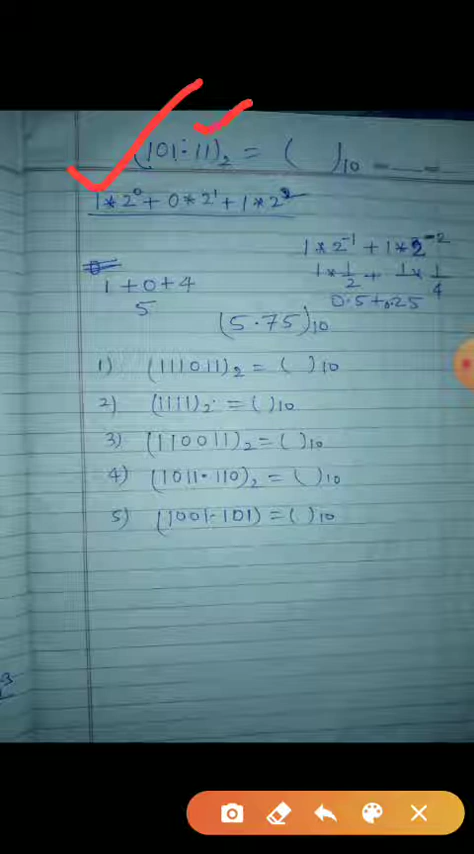 (101.11)₂ = ( )₁₀
1*2⁰+ 0*2¹+1*2²
1*2⁻¹ +1*2⁻²
1+0+4
1*1/2 + 1*1/4
5
0.5+0.25
(5.75)₁₀
1) (111011)₂ = ( )₁₀
2) (1111)₂ = ( )₁₀
3) (110011)₂ = ( )₁₀
4) (1011.110)₂ = ( )₁₀
5) (1001.101) = ( )₁₀